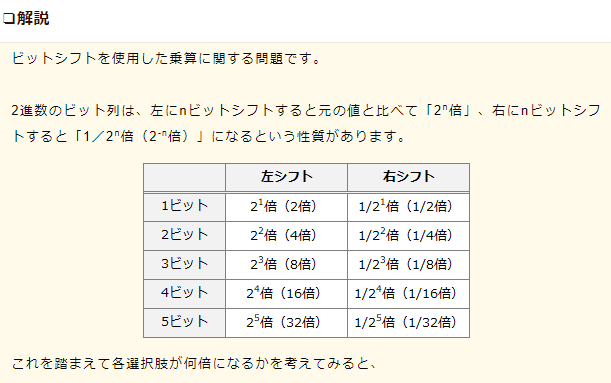 ❏解説
ビットシフトを使用した乗算に関する問題です。
2進数のビット列は、左にnビットシフトすると元の値と比べて「2ⁿ倍」、右にnビットシフ
トすると「1／2ⁿ倍（2⁻ⁿ倍）」になるという性質があります。
左シフト 右シフト
1ビット 2¹倍（2倍） 1/2¹倍（1/2倍）
2ビット 2²倍（4倍） 1/2²倍（1/4倍）
3ビット 2³倍（8倍） 1/2³倍（1/8倍）
4ビット 2⁴倍（16倍） 1/2⁴倍（1/16倍）
5ビット 2⁵倍（32倍） 1/2⁵倍（1/32倍）
これを踏まえて各選択肢が何倍になるかを考えてみると、